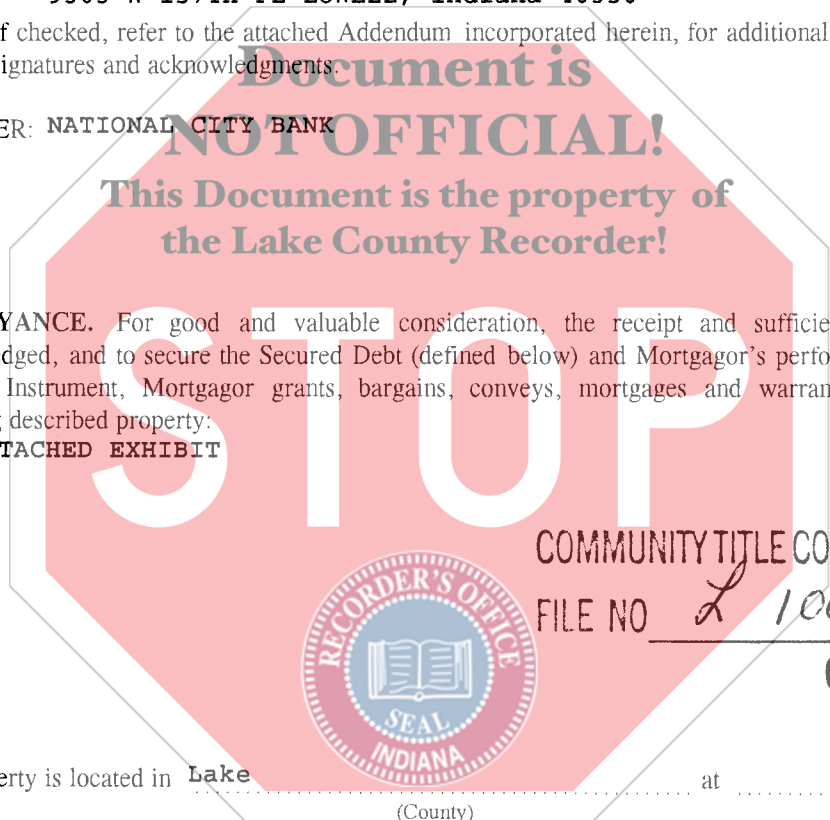 f checked, refer to the attached Addendum incorporated herein, for additional
ignatures and acknowledgments.
Document is
ER: NATIONAL CITY BANK
NOT OFFICIAL!
This Document is the property of
the Lake County Recorder!
YANCE. For good and valuable consideration, the receipt and sufficie
dged, and to secure the Secured Debt (defined below) and Mortgagor's perfo
Instrument, Mortgagor grants, bargains, conveys, mortgages and warran
described property:
TACHED EXHIBIT
STOP
COMMUNITY TITLE CO
FILE NO L 10
RECORDER'S OFFICE
SEAL
INDIANA
erty is located in Lake at
(County)